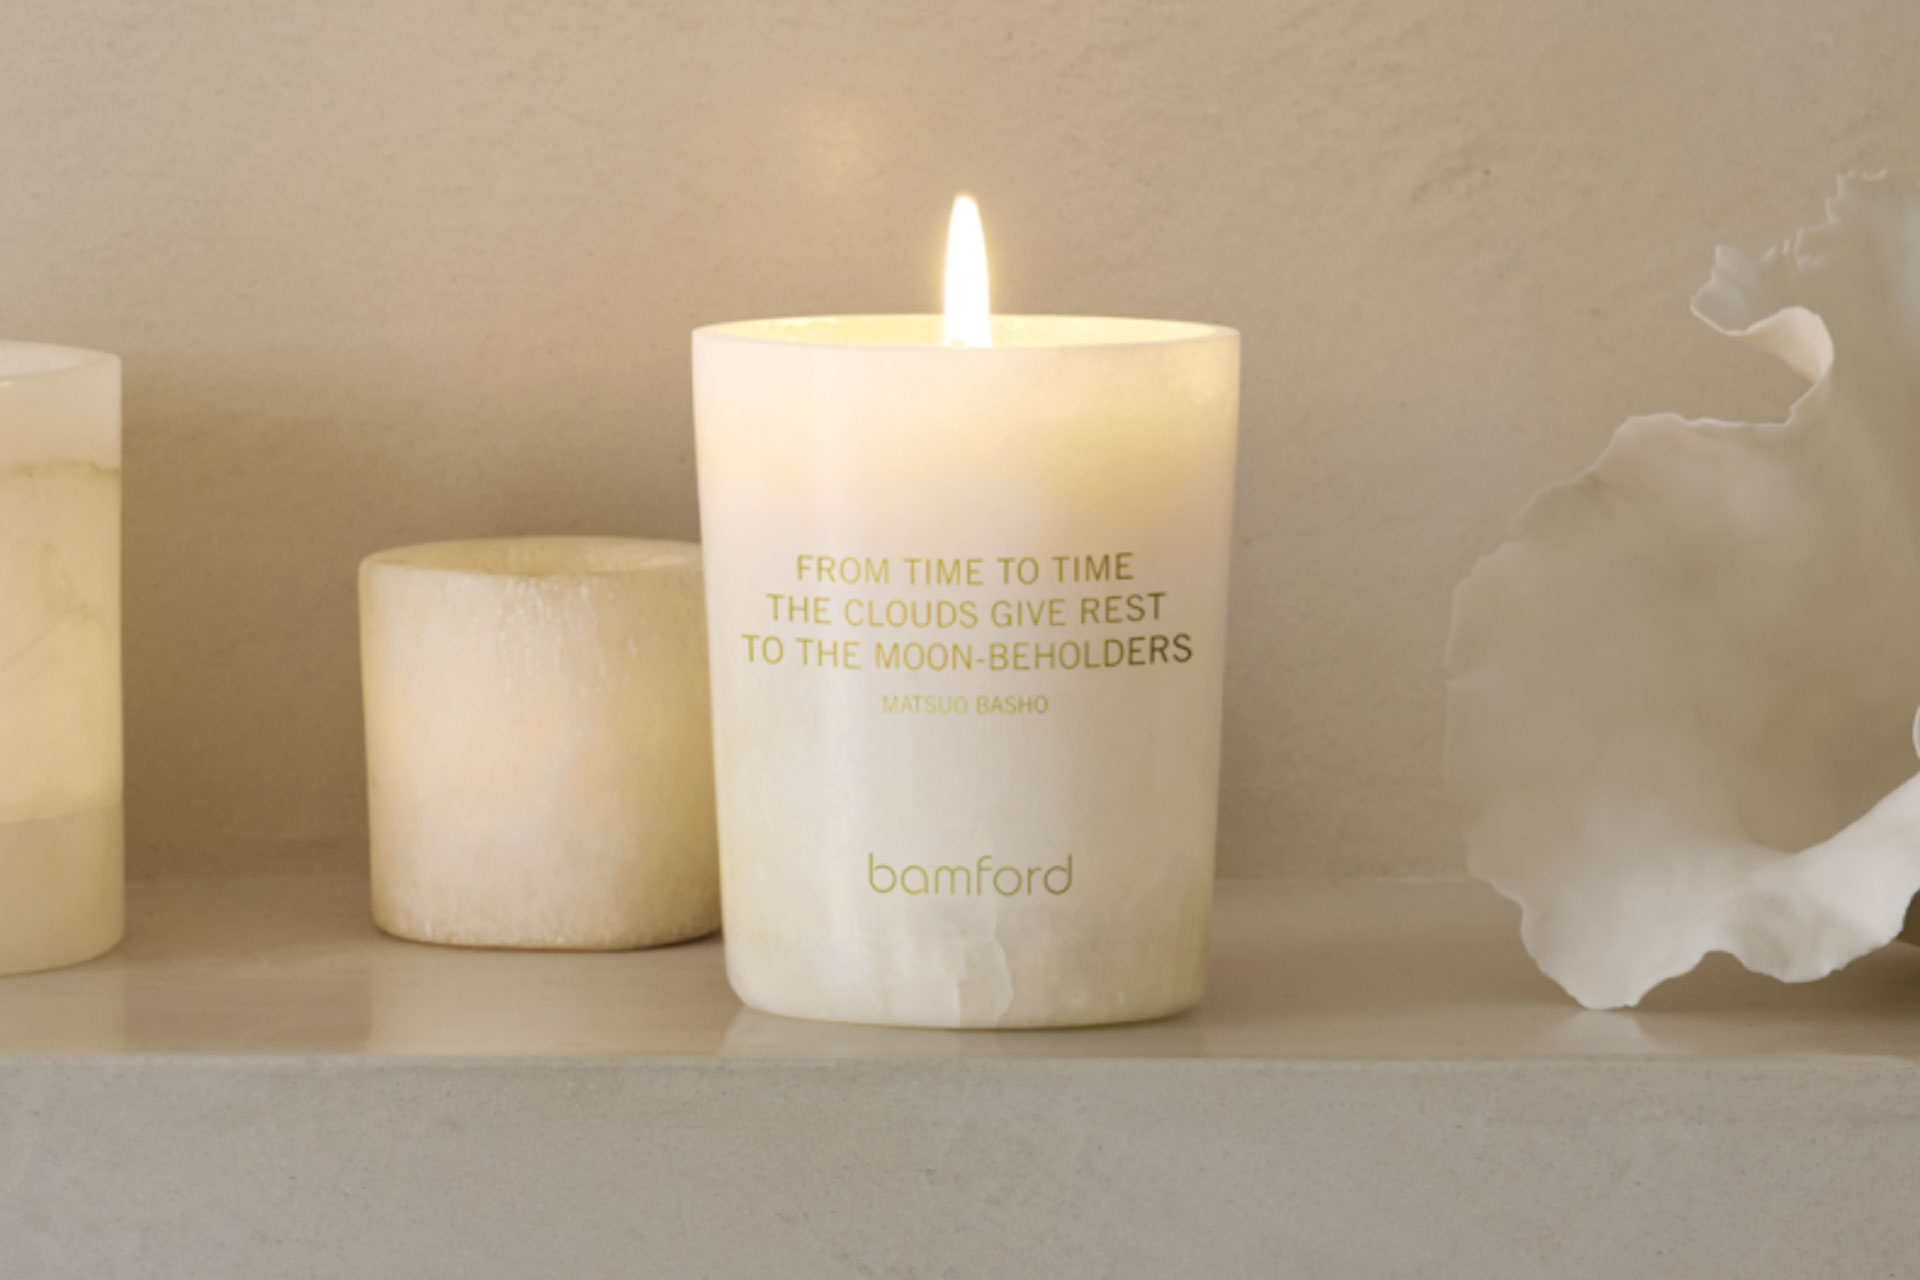 FROM TIME TO TIME
THE CLOUDS GIVE REST
TO THE MOON-BEHOLDERS
MATSUO BASHO
bamford